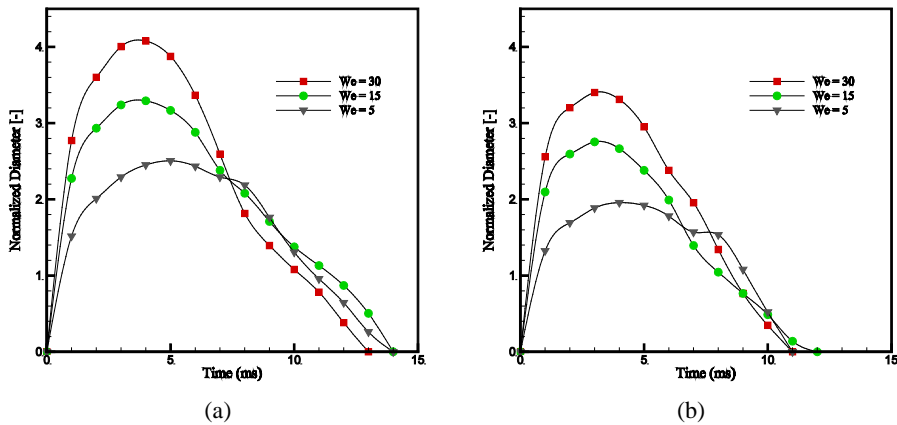 4.
3.
2.
1.
0.
0.
5.
10.
15.
Normalized Diameter [-]
Time (ms)
We = 30
We = 15
We = 5
(a)
4.
3.
2.
1.
0.
0.
5.
10.
15.
Normalized Diameter [-]
Time (ms)
We = 30
We = 15
We = 5
(b)